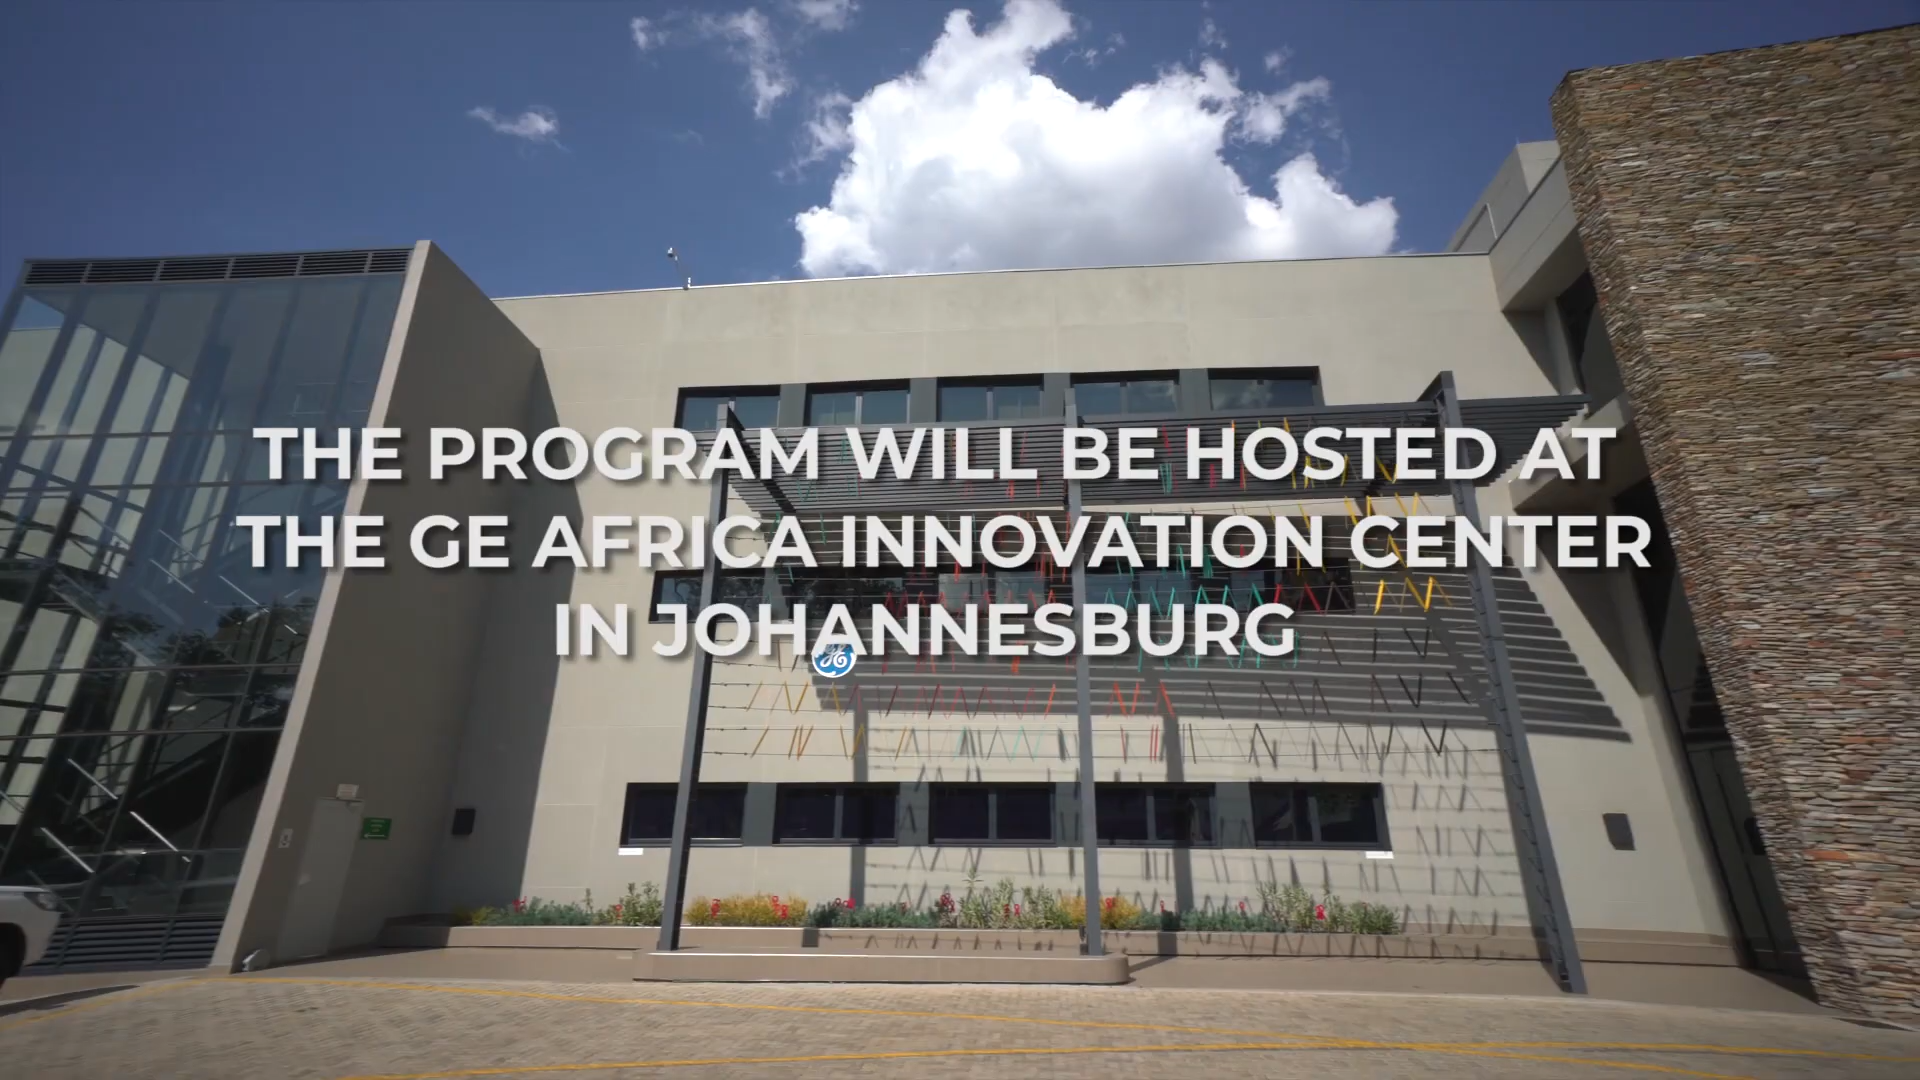 THE PROGRAM WILL BE HOSTED AT
THE GE AFRICA INNOVATION CENTER
IN JOHANNESBURG